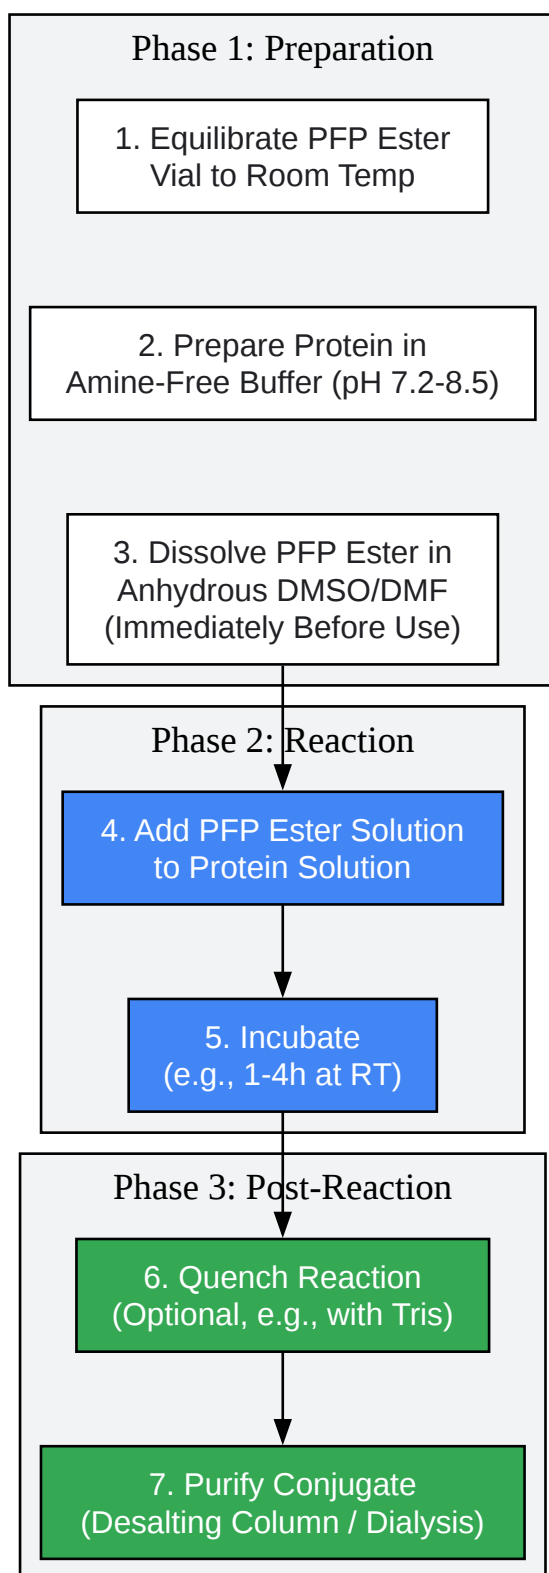 Phase 1: Preparation
1. Equilibrate PFP Ester
Vial to Room Temp
2. Prepare Protein in
Amine-Free Buffer (pH 7.2-8.5)
3. Dissolve PFP Ester in
Anhydrous DMSO/DMF
(Immediately Before Use)
Phase 2: Reaction
4. Add PFP Ester Solution
to Protein Solution
5. Incubate
(e.g., 1-4h at RT)
Phase 3: Post-Reaction
6. Quench Reaction
(Optional, e.g., with Tris)
7. Purify Conjugate
(Desalting Column / Dialysis)